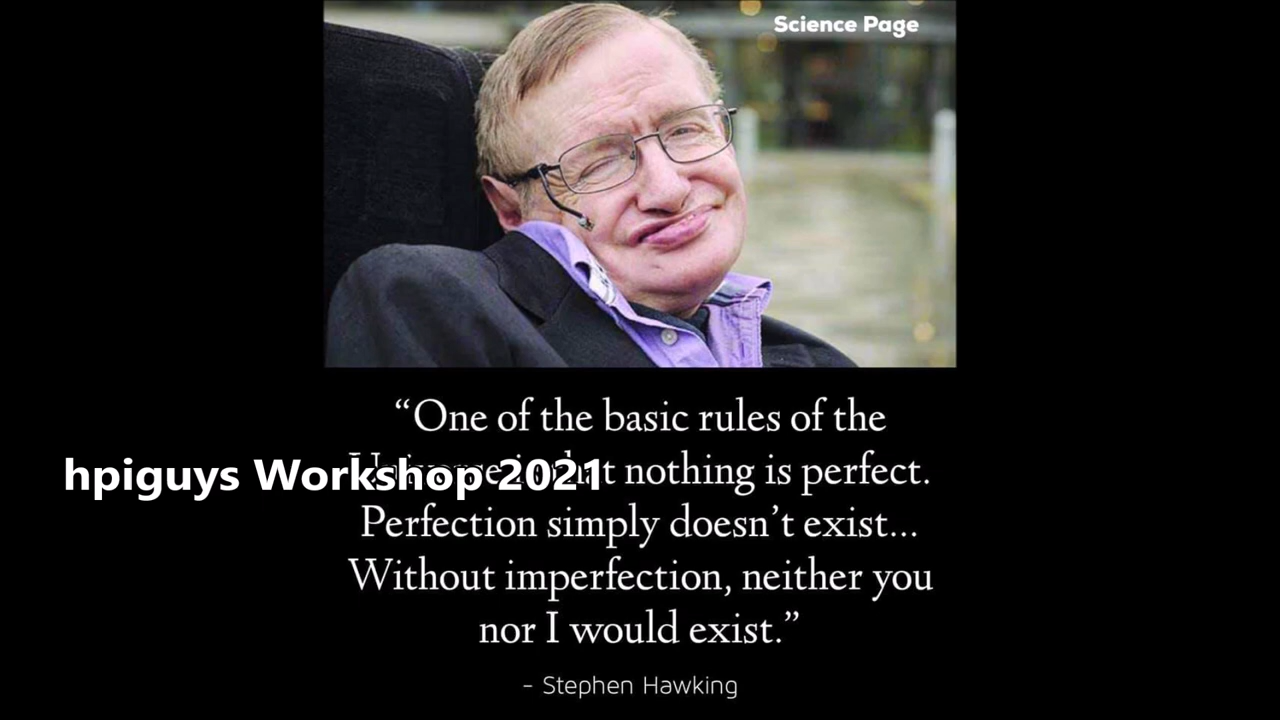 Science Page
“One of the basic rules of the
hpiguys Workshop 2021
nothing is perfect.
Perfection simply doesn’t exist...
Without imperfection, neither you
nor I would exist.”
- Stephen Hawking